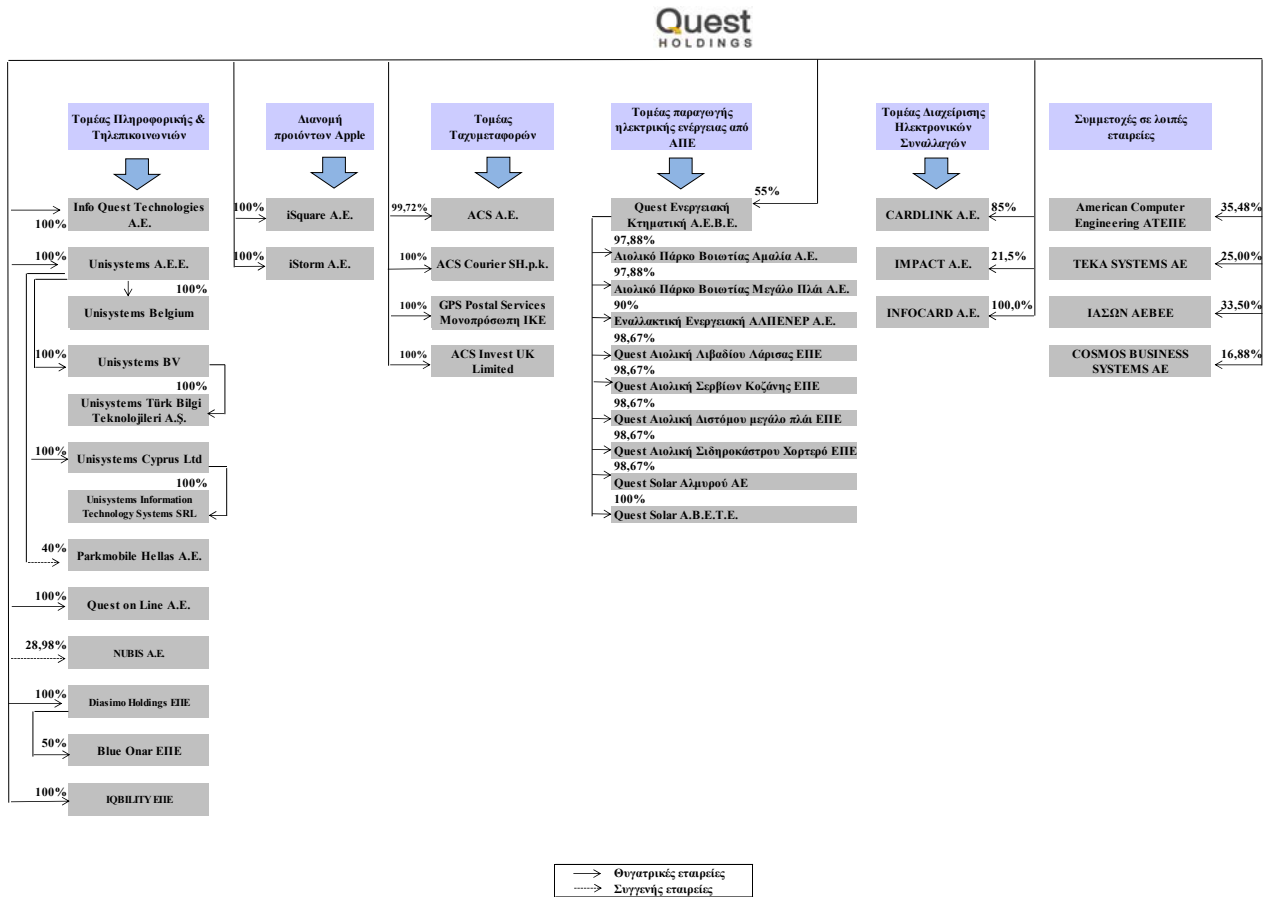 Quest
HOLDINGS
Τομέας Πληροφορικής &
Τηλεπικοινωνιών
Info Quest Technologies
Α.Ε.
100%
Unisystems Α.Ε.Ε.
100%
Unisystems Belgium
100%
Unisystems BV
100%
Unisystems Türk Bilgi
Teknolojileri A.Ş.
100%
Unisystems Cyprus Ltd
100%
Unisystems Information
Technology Systems SRL
100%
Parkmobile Hellas Α.Ε.
40%
Quest on Line Α.Ε.
100%
NUBIS Α.Ε.
28,98%
Diasimo Holdings ΕΠΕ
100%
Blue Onar ΕΠΕ
50%
IQBILITY ΕΠΕ
100%
Διανομή
προιόντων Apple
iSquare Α.Ε.
100%
iStorm Α.Ε.
100%
Τομέας
Ταχυμεταφορών
ACS Α.Ε.
99,72%
ACS Courier SH.p.k.
100%
GPS Postal Services
Μονοπρόσωπη ΙΚΕ
100%
ACS Invest UK
Limited
100%
Τομέας παραγωγής
ηλεκτρικής ενέργειας από
ΑΠΕ
55%
Quest Ενεργειακή
Κτηματική Α.Ε.Β.Ε.
97,88%
Αιολικό Πάρκο Βοιωτίας Αμαλία Α.Ε.
97,88%
Αιολικό Πάρκο Βοιωτίας Μεγάλο Πλάι Α.Ε.
90%
Εναλλακτική Ενεργειακή ΑΛΠΕΝΕΡ Α.Ε.
98,67%
Quest Αιολική Λιβαδίου Λάρισας ΕΠΕ
98,67%
Quest Αιολική Σερβίων Κοζάνης ΕΠΕ
98,67%
Quest Αιολική Διστόμου μεγάλο πλάι ΕΠΕ
98,67%
Quest Αιολική Σιδηροκάστρου Χορτερό ΕΠΕ
98,67%
Quest Solar Αλμυρού ΑΕ
100%
Quest Solar Α.Β.Ε.Τ.Ε.
Τομέας Διαχείρισης
Ηλεκτρονικών
Συναλλαγών
CARDLINK Α.Ε.
85%
IMPACT Α.Ε.
21,5%
INFOCARD Α.Ε.
100,0%
Συμμετοχές σε λοιπές
εταιρείες
American Computer
Engineering ΑΤΕΠΕ
35,48%
TEKA SYSTEMS ΑΕ
25,00%
ΙΑΣΩΝ ΑΕΒΕΕ
33,50%
COSMOS BUSINESS
SYSTEMS ΑΕ
16,88%
Θυγατρικές εταιρείες
Συγγενής εταιρείες